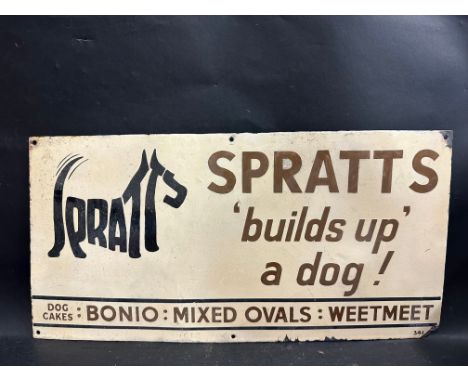 SPRATT'S
SPRATTS
'builds up'
a dog!
DOG CAKES : BONIO : MIXED OVALS : WEETMEET